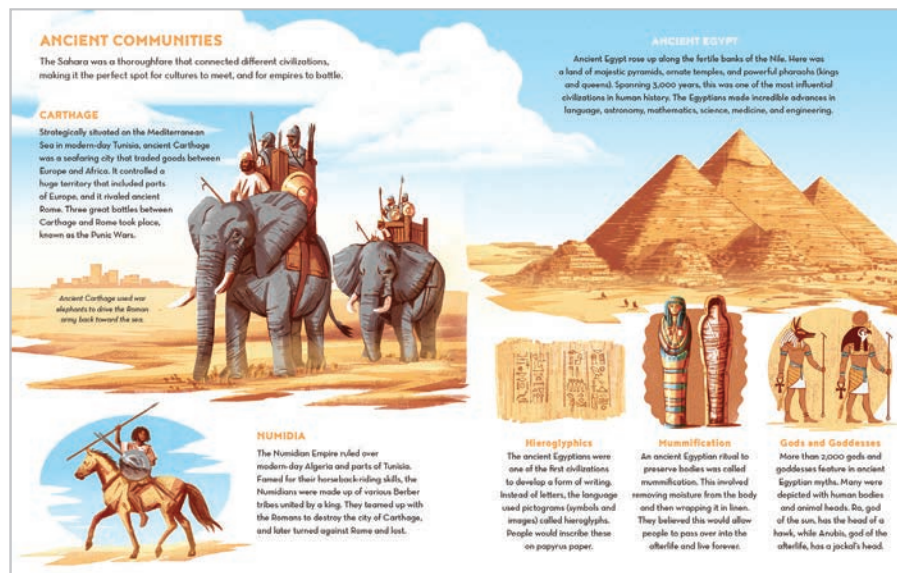 ANCIENT COMMUNITIES
The Sahara was a thoroughfare that connected different civilizations,
making it the perfect spot for cultures to meet, and for empires to battle.
CARTHAGE
Strategically situated on the Mediterranean
Sea in modern-day Tunisia, ancient Carthage
was a seafaring city that traded goods between
Europe and Africa. It controlled a
huge territory that included parts
of Europe, and it rivaled ancient
Rome. Three great battles between
Carthage and Rome took place,
known as the Punic Wars.
Ancient Carthage used war
elephants to drive the Roman
army back toward the sea.
NUMIDIA
The Numidian Empire ruled over
modern-day Algeria and parts of Tunisia.
Famed for their horseback-riding skills, the
Numidians were made up of various Berber
tribes united by a king. They teamed up with
the Romans to destroy the city of Carthage,
and later turned against Rome and lost.
ANCIENT EGYPT
Ancient Egypt rose up along the fertile banks of the Nile. Here was
a land of majestic pyramids, ornate temples, and powerful pharaohs (kings
and queens). Spanning 3,000 years, this was one of the most influential
civilizations in human history. The Egyptians made incredible advances in
language, astronomy, mathematics, science, medicine, and engineering.
Hieroglyphics
The ancient Egyptians were
one of the first civilizations
to develop a form of writing.
Instead of letters, the language
used pictograms (symbols and
images) called hieroglyphs.
People would inscribe these
on papyrus paper.
Mummification
An ancient Egyptian ritual to
preserve bodies was called
mummification. This involved
removing moisture from the body
and then wrapping it in linen.
They believed this would allow
people to pass over into the
afterlife and live forever.
Gods and Goddesses
More than 2,000 gods and
goddesses feature in ancient
Egyptian myths. Many were
depicted with human bodies
and animal heads. Ra, god
of the sun, has the head of a
hawk, while Anubis, god of the
afterlife, has a jackal's head.